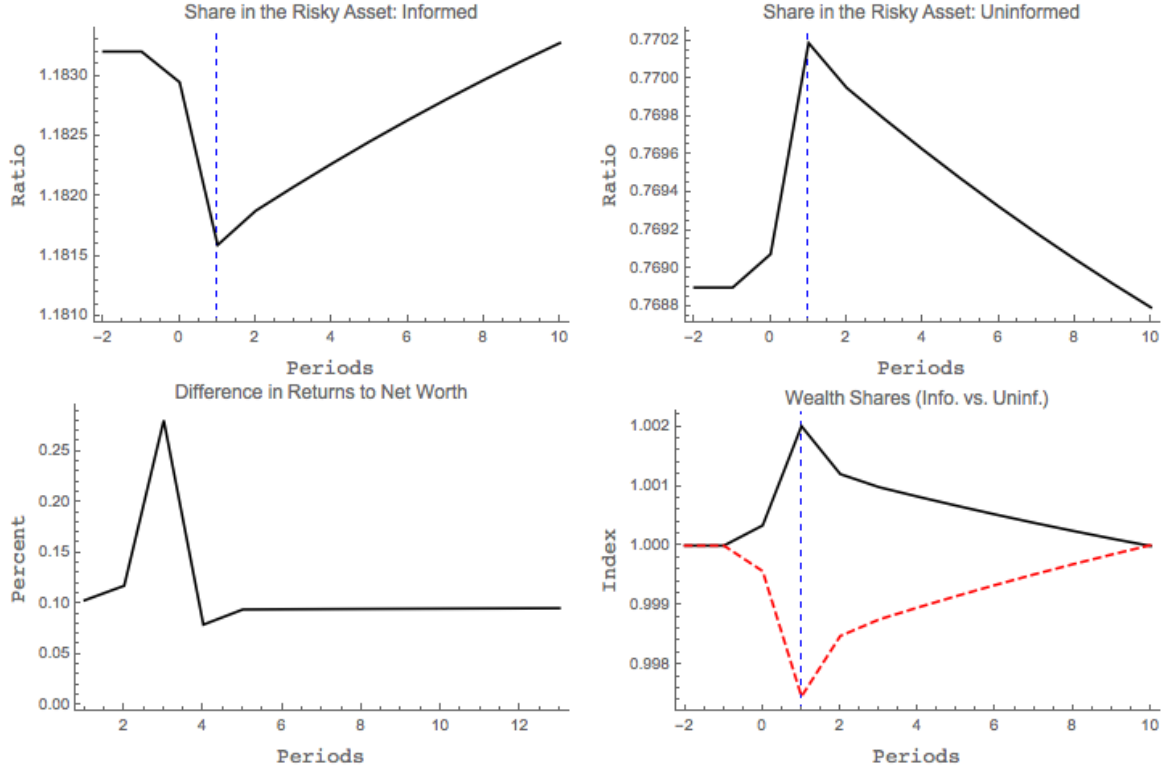 Share in the Risky Asset: Informed
Ratio
1.1830
1.1825
1.1820
1.1815
1.1810
−2 0 2 4 6 8 10
Periods
Share in the Risky Asset: Uninformed
Ratio
0.7702
0.7700
0.7698
0.7696
0.7694
0.7692
0.7690
0.7688
−2 0 2 4 6 8 10
Periods
Difference in Returns to Net Worth
Percent
0.25
0.20
0.15
0.10
0.05
0.00
2 4 6 8 10 12
Periods
Wealth Shares (Info. vs. Uninf.)
Index
1.002
1.001
1.000
0.999
0.998
−2 0 2 4 6 8 10
Periods